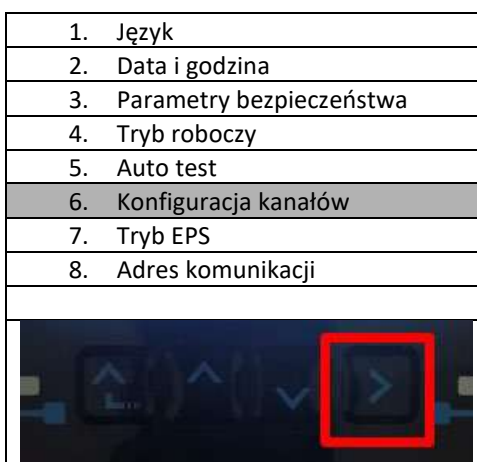 1. Język
2. Data i godzina
3. Parametry bezpieczeństwa
4. Tryb roboczy
5. Auto test
6. Konfiguracja kanałów
7. Tryb EPS
8. Adres komunikacji